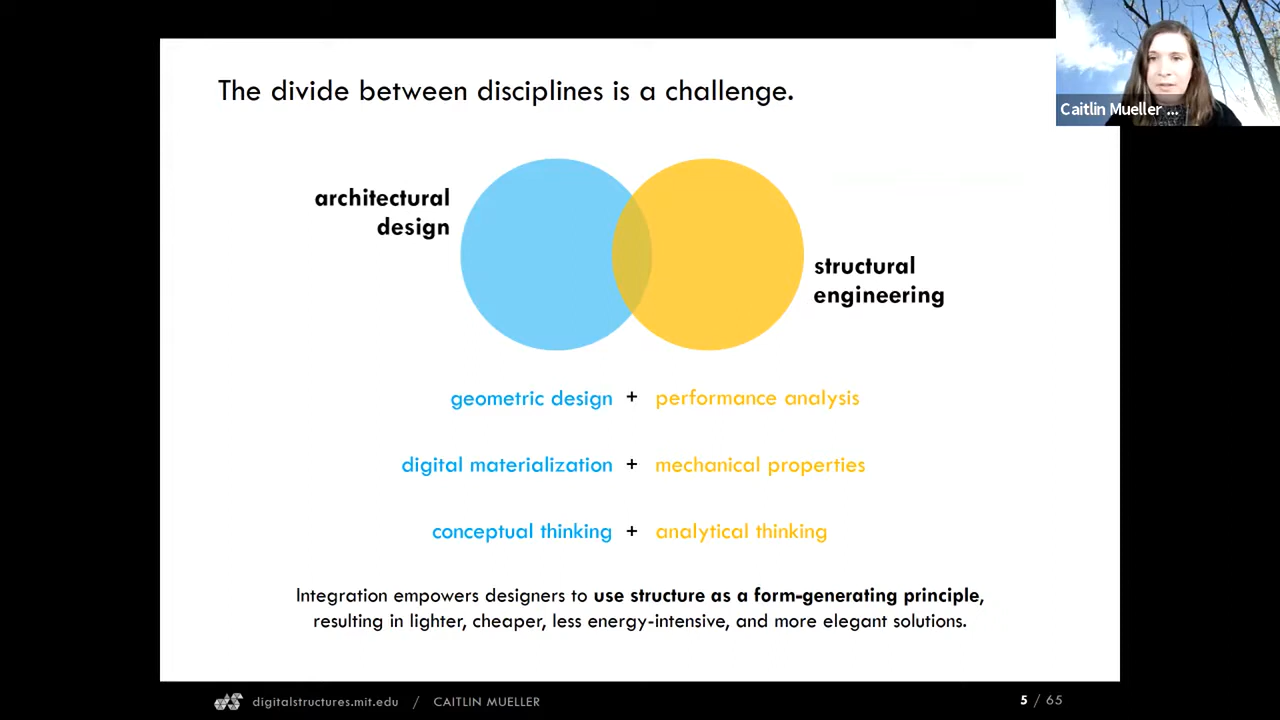 The divide between disciplines is a challenge.
Caitlin Mueller ...
architectural
design
structural
engineering
geometric design + performance analysis
digital materialization + mechanical properties
conceptual thinking + analytical thinking
Integration empowers designers to use structure as a form-generating principle,
resulting in lighter, cheaper, less energy-intensive, and more elegant solutions.
digitalstructures.mit.edu / CAITLIN MUELLER 5 / 65